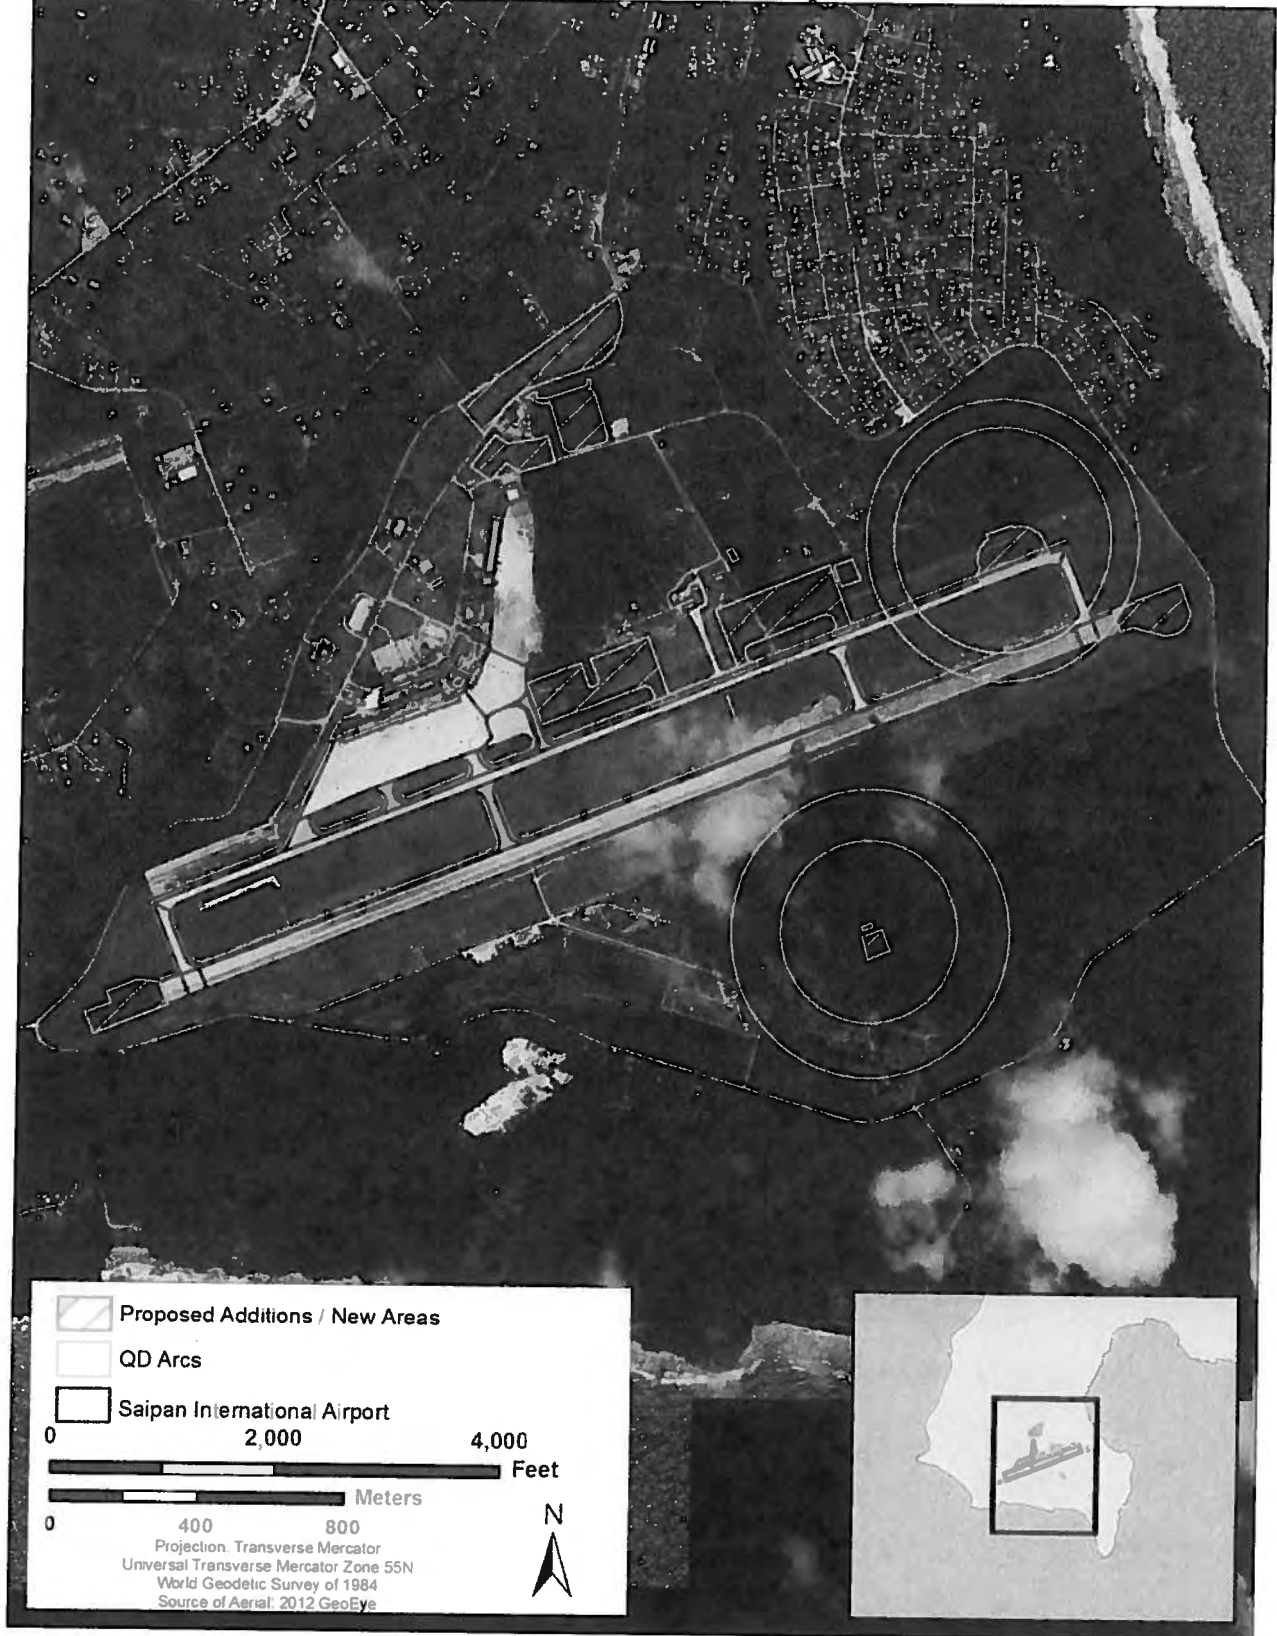 Proposed Additions / New Areas
QD Arcs
Saipan International Airport
0 2,000 4,000
Feet
Meters
0 400 800
Projection: Transverse Mercator
Universal Transverse Mercator Zone 55N
World Geodetic Survey of 1984
Source of Aerial: 2012 GeoEye
N